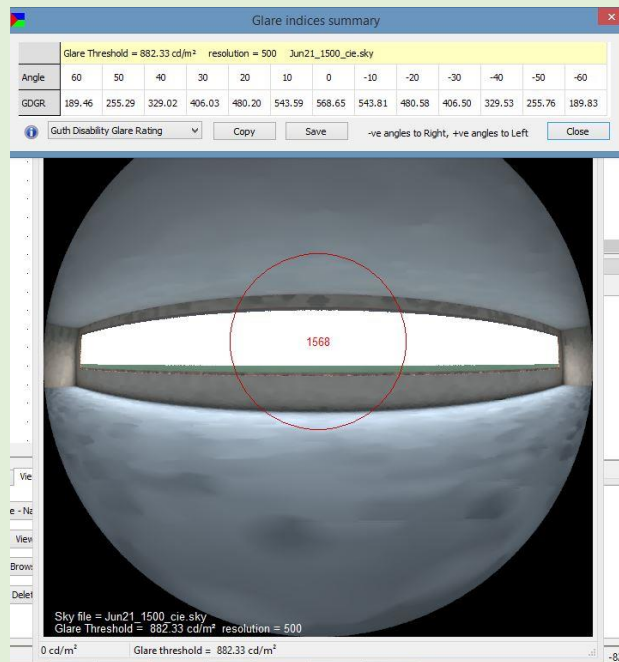 Glare indices summary
Glare Threshold = 882.33 cd/m² resolution = 500 Jun21_1500_cie.sky
Angle 60 50 40 30 20 10 0 -10 -20 -30 -40 -50 -60
GDGR 189.46 255.29 329.02 406.03 480.20 543.59 568.65 543.81 480.58 406.50 329.53 255.76 189.83
Guth Disability Glare Rating Copy Save -ve angles to Right, +ve angles to Left Close
1568
Vie
e - Na
View
Brows
Delet
Sky file = Jun21_1500_cie.sky
Glare Threshold = 882.33 cd/m² resolution = 500
0 cd/m² Glare threshold = 882.33 cd/m²